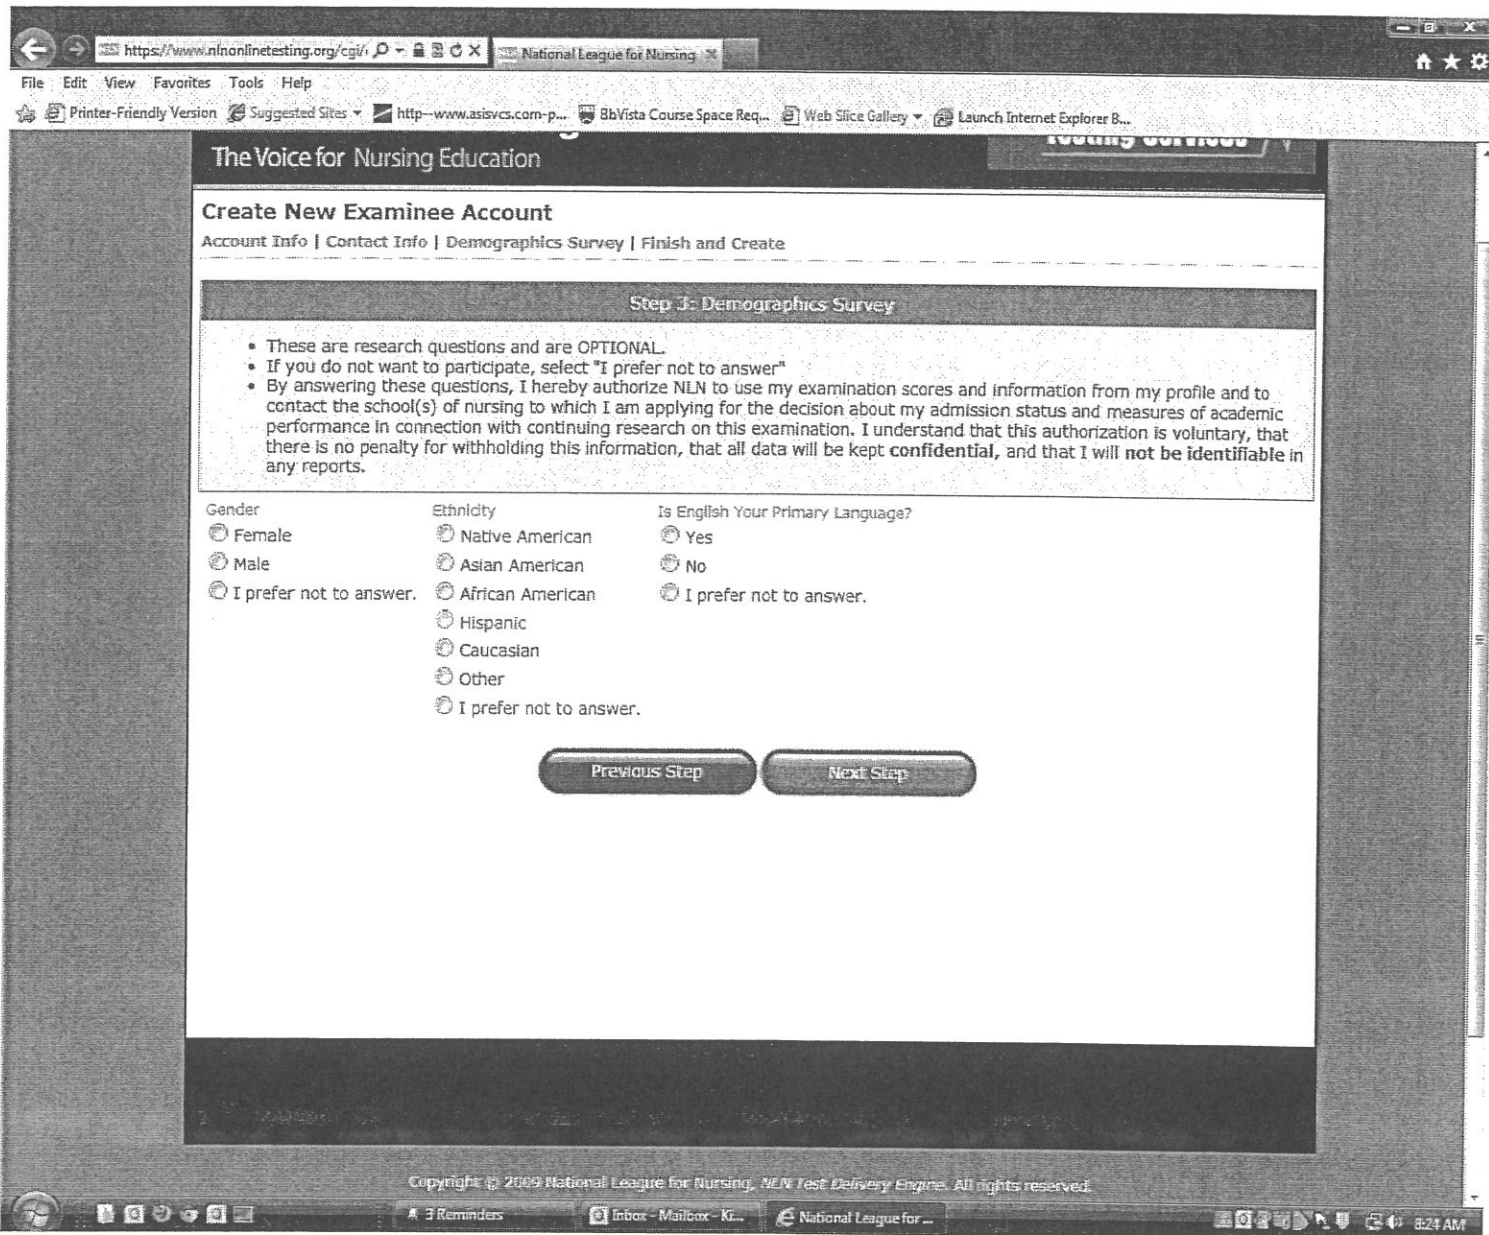 https://www.nlnonlinetesting.org/cgi/
National League for Nursing
File Edit View Favorites Tools Help
Printer-Friendly Version Suggested Sites http--www.asisvcs.com-p... BbVista Course Space Req... Web Slice Gallery Launch Internet Explorer B...
The Voice for Nursing Education
Testing Services
Create New Examinee Account
Account Info | Contact Info | Demographics Survey | Finish and Create
Step 3: Demographics Survey
• These are research questions and are OPTIONAL.
• If you do not want to participate, select "I prefer not to answer"
• By answering these questions, I hereby authorize NLN to use my examination scores and information from my profile and to
contact the school(s) of nursing to which I am applying for the decision about my admission status and measures of academic
performance in connection with continuing research on this examination. I understand that this authorization is voluntary, that
there is no penalty for withholding this information, that all data will be kept confidential, and that I will not be identifiable in
any reports.
Gender
Female
Male
I prefer not to answer.
Ethnicity
Native American
Asian American
African American
Hispanic
Caucasian
Other
I prefer not to answer.
Is English Your Primary Language?
Yes
No
I prefer not to answer.
Previous Step Next Step
Copyright © 2009 National League for Nursing, NLN Test Delivery Engine. All rights reserved.
3 Reminders Inbox - Mailbox - Ki... National League for ... 8:24 AM